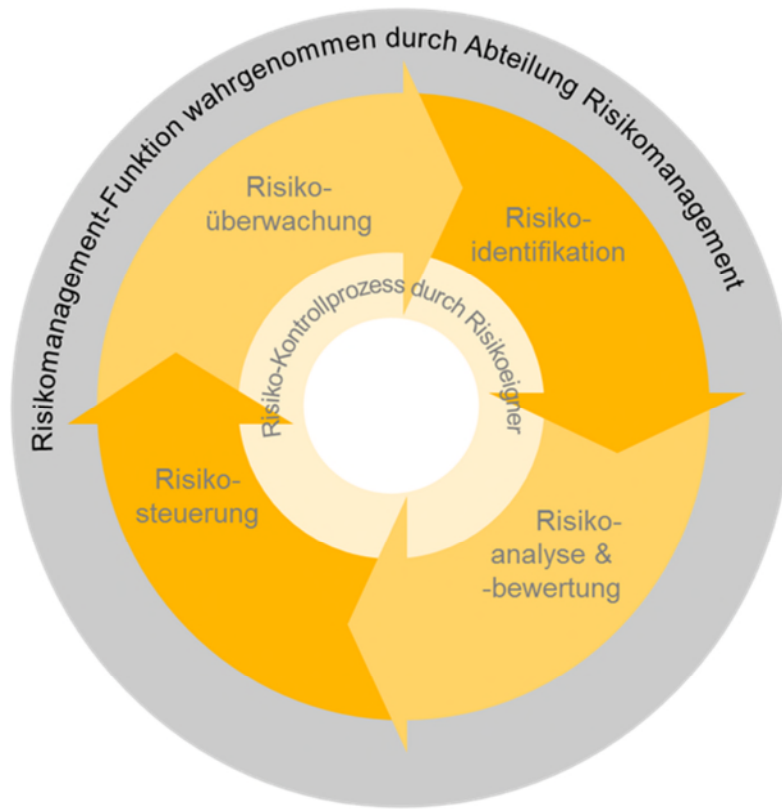 Risikomanagement-Funktion wahrgenommen durch Abteilung Risikomanagement
Risiko-
überwachung
Risiko-
identifikation
Risiko-Kontrollprozess durch Risikoeigner
Risiko-
steuerung
Risiko-
analyse &
-bewertung